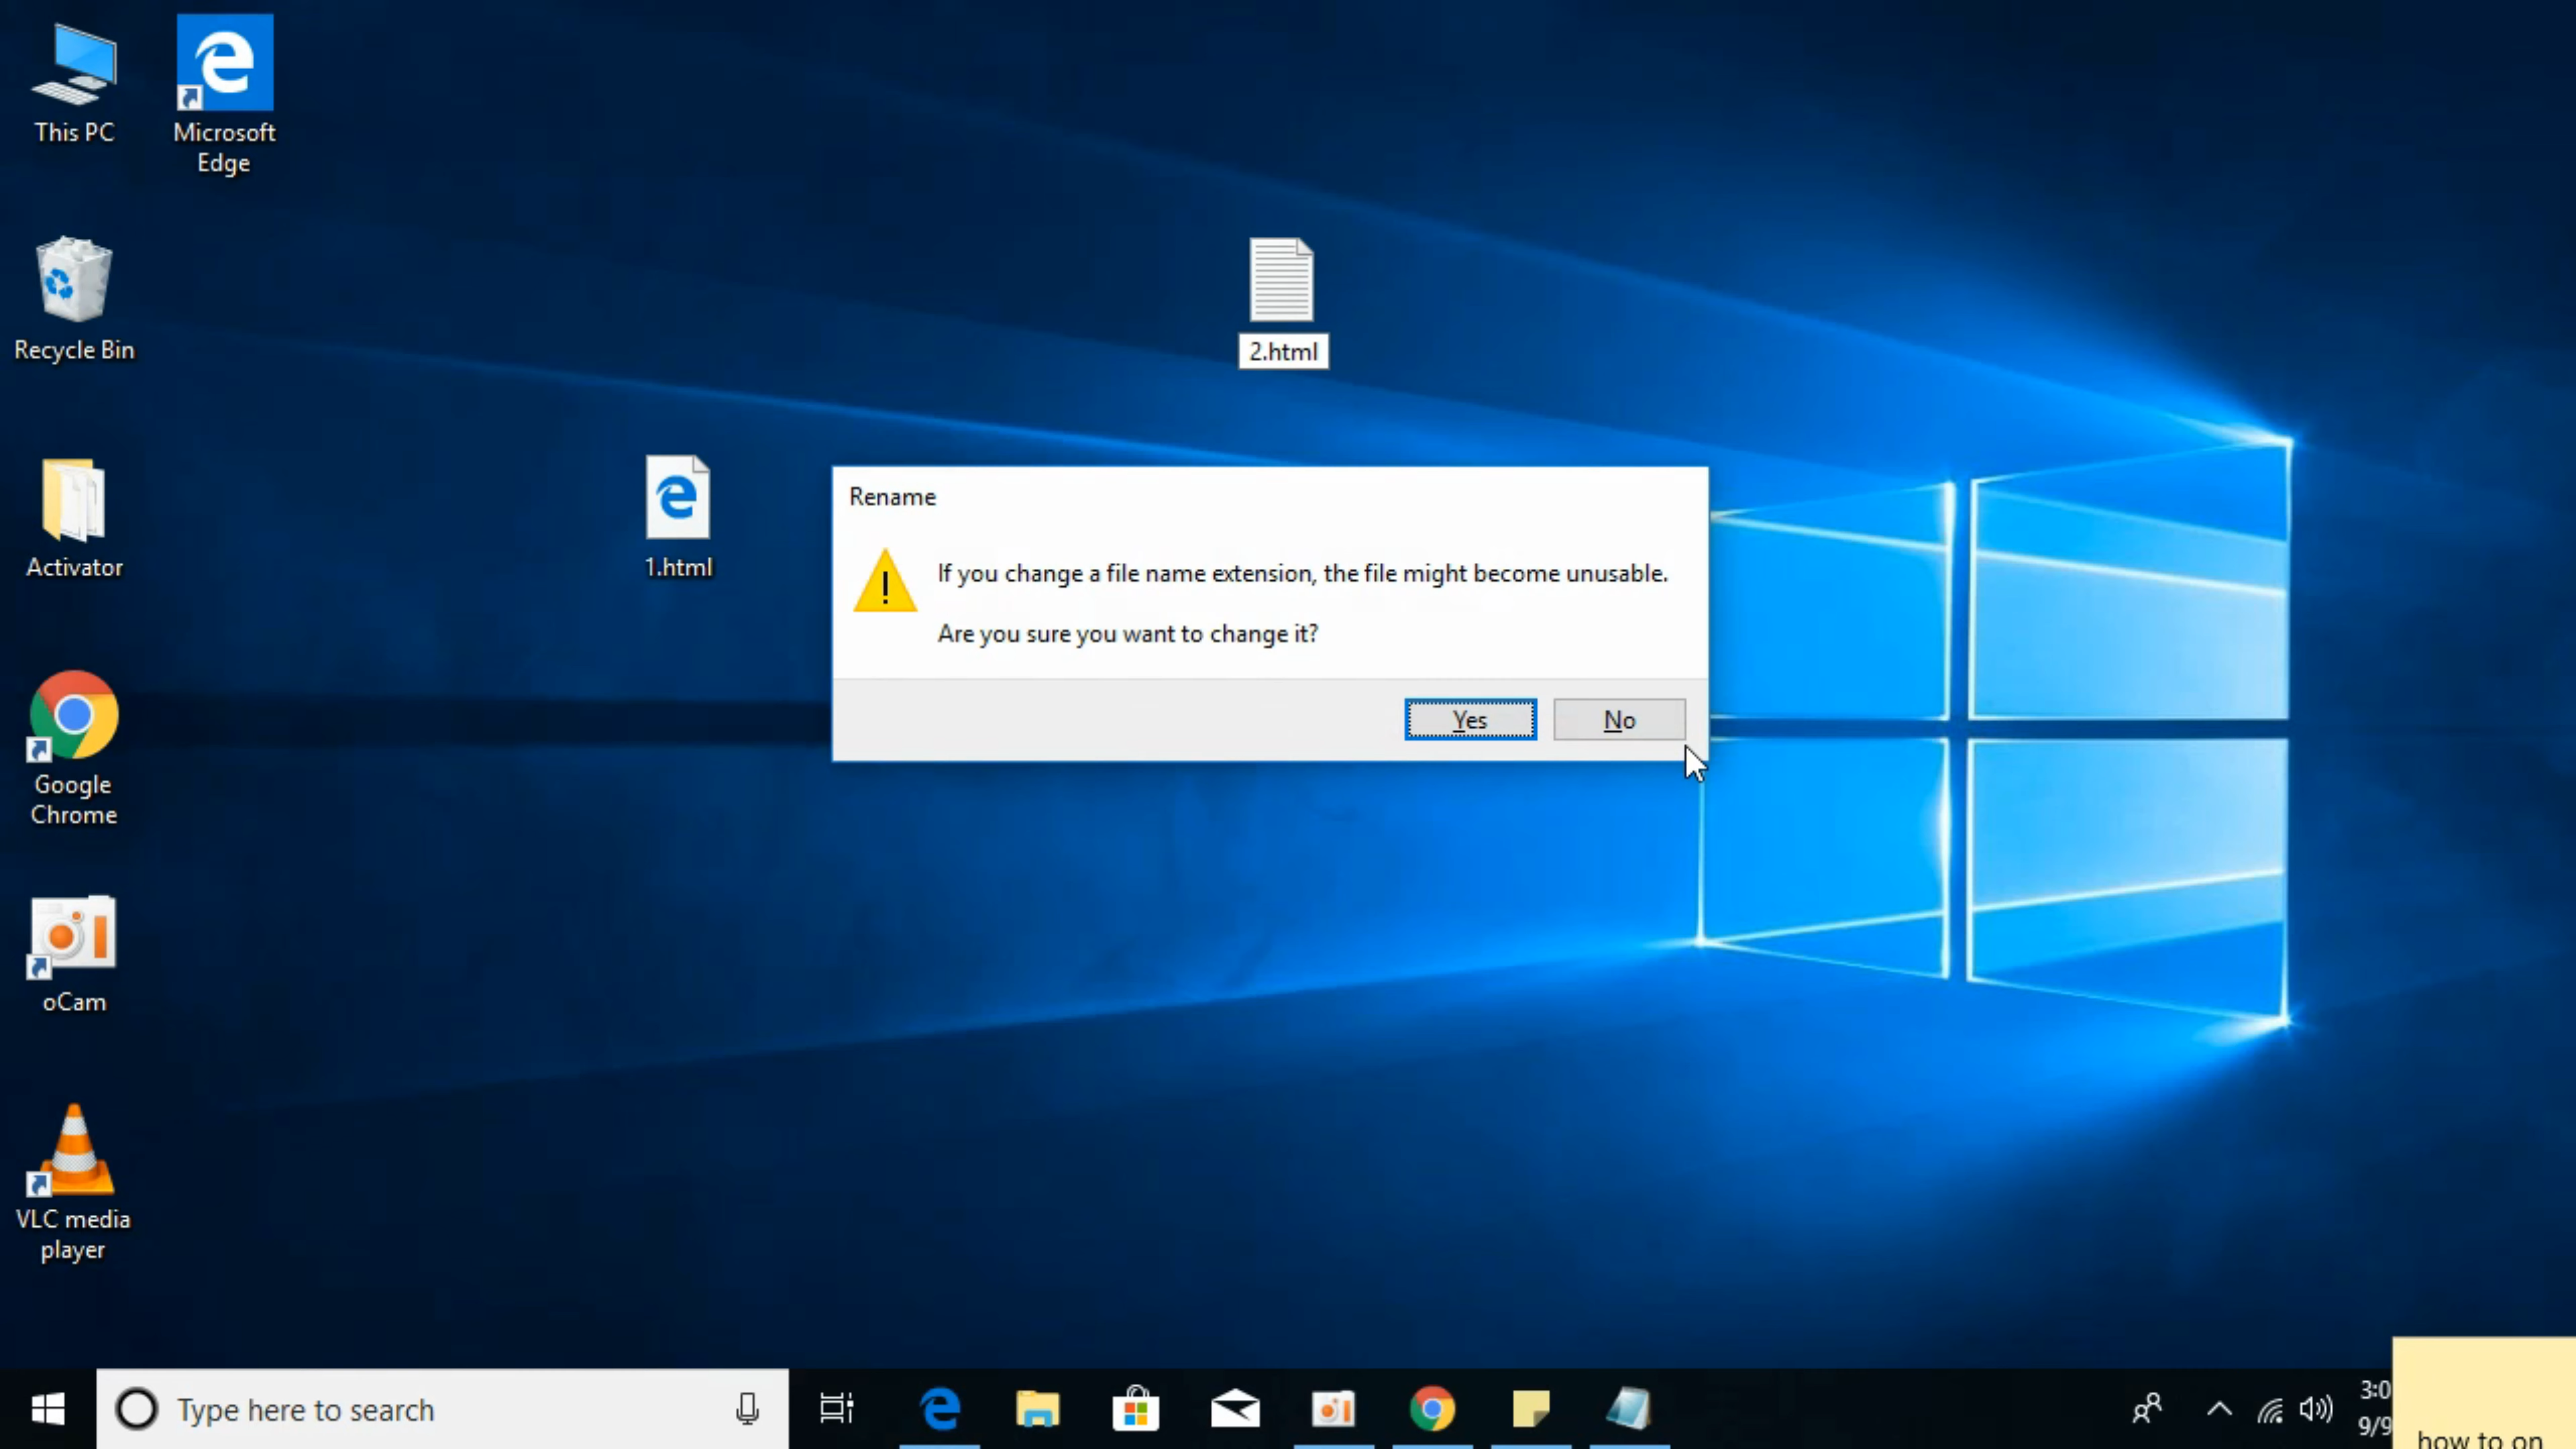 This PC
Microsoft
Edge
Recycle Bin
2.html
Activator
1.html
Rename
If you change a file name extension, the file might become unusable.
Are you sure you want to change it?
Yes
No
Google
Chrome
oCam
VLC media
player
Type here to search
3:0
9/9
how to on